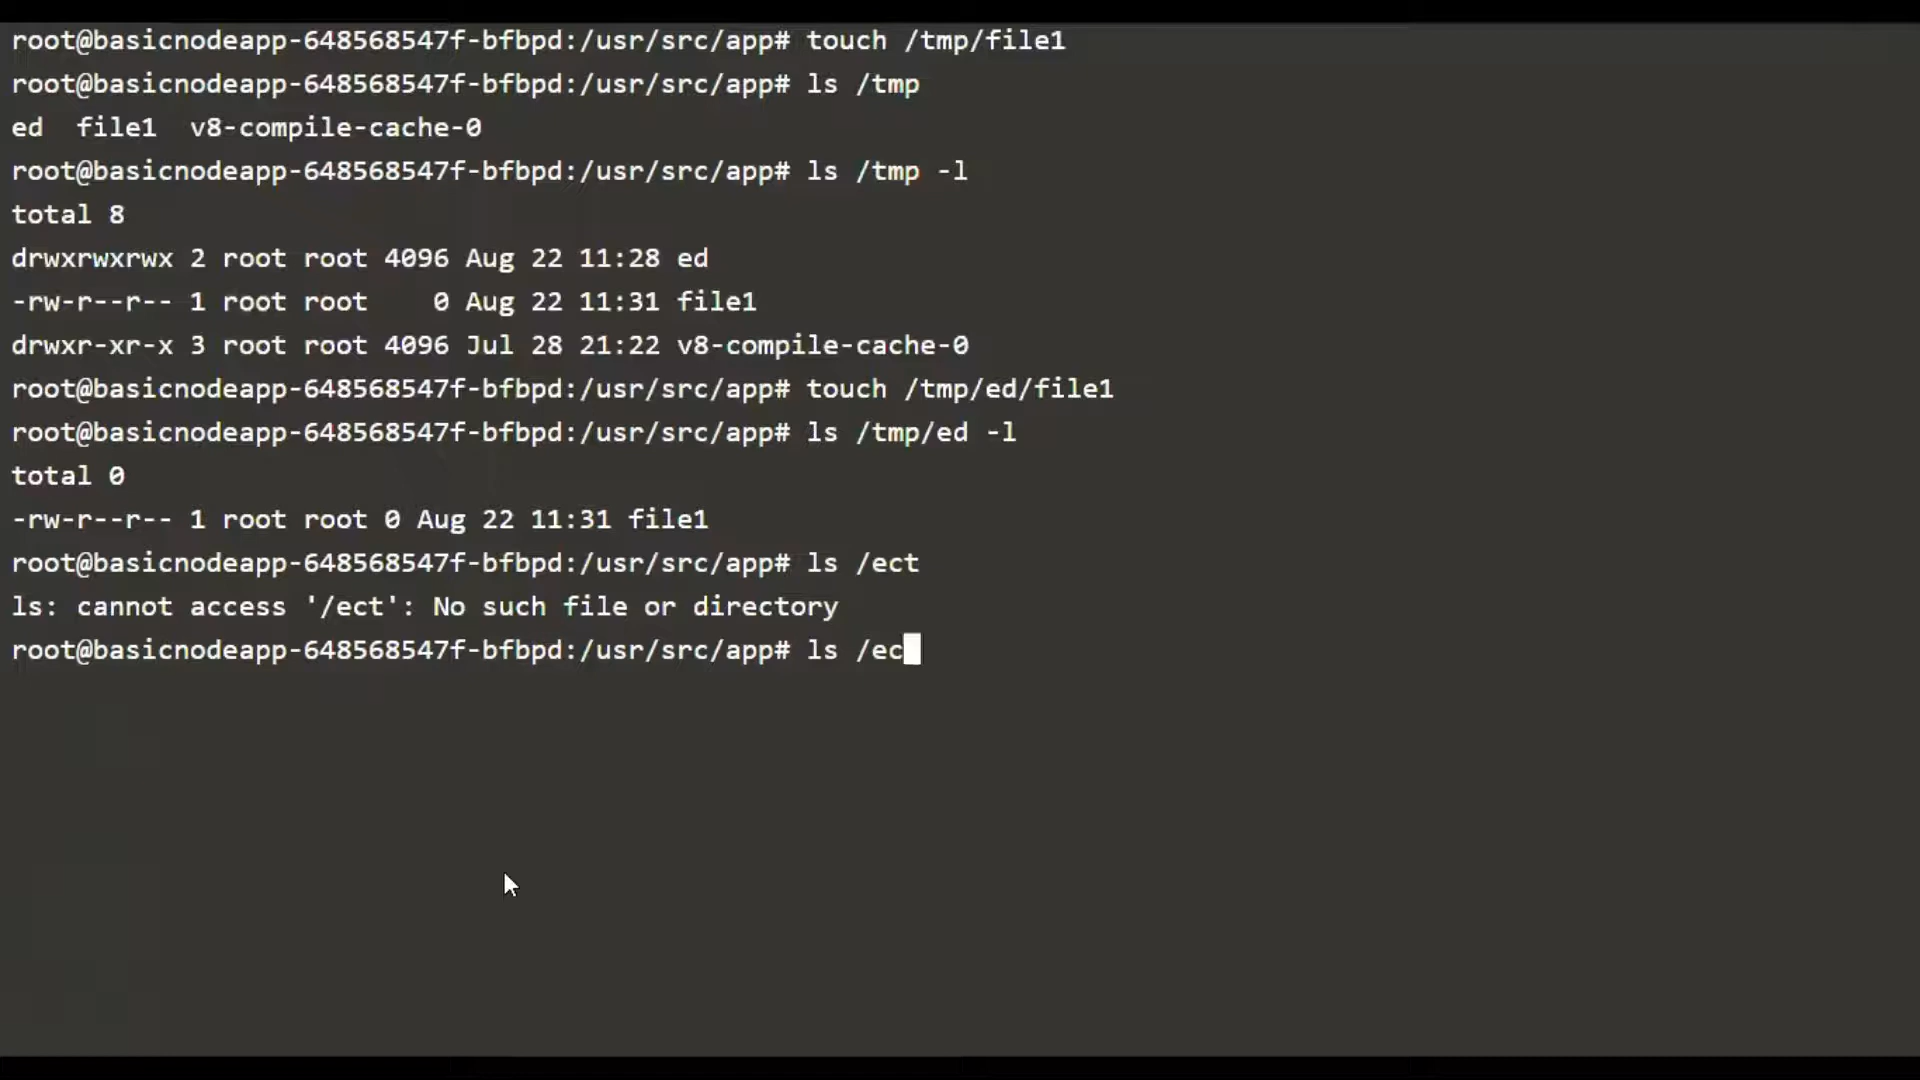 root@basicnodeapp-648568547f-bfbpd:/usr/src/app# touch /tmp/file1
root@basicnodeapp-648568547f-bfbpd:/usr/src/app# ls /tmp
ed  file1  v8-compile-cache-0
root@basicnodeapp-648568547f-bfbpd:/usr/src/app# ls /tmp -l
total 8
drwxrwxrwx 2 root root 4096 Aug 22 11:28 ed
-rw-r--r-- 1 root root    0 Aug 22 11:31 file1
drwxr-xr-x 3 root root 4096 Jul 28 21:22 v8-compile-cache-0
root@basicnodeapp-648568547f-bfbpd:/usr/src/app# touch /tmp/ed/file1
root@basicnodeapp-648568547f-bfbpd:/usr/src/app# ls /tmp/ed -l
total 0
-rw-r--r-- 1 root root 0 Aug 22 11:31 file1
root@basicnodeapp-648568547f-bfbpd:/usr/src/app# ls /ect
ls: cannot access '/ect': No such file or directory
root@basicnodeapp-648568547f-bfbpd:/usr/src/app# ls /ec